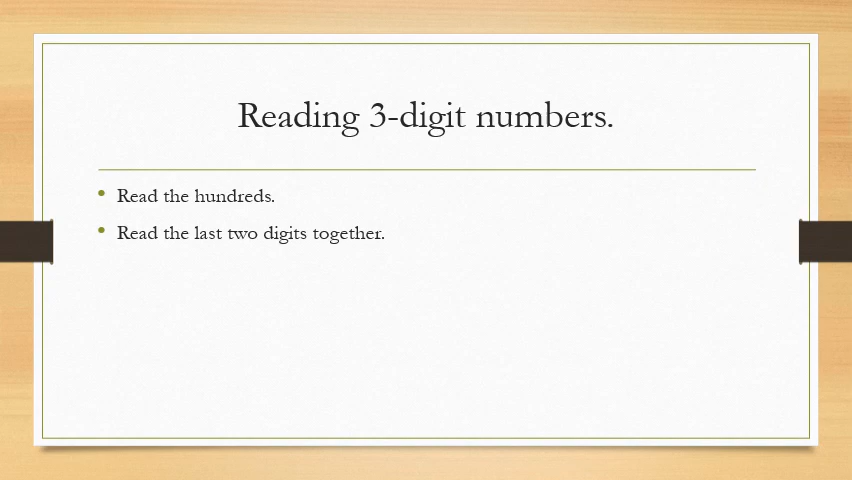 Reading 3-digit numbers.
• Read the hundreds.
• Read the last two digits together.